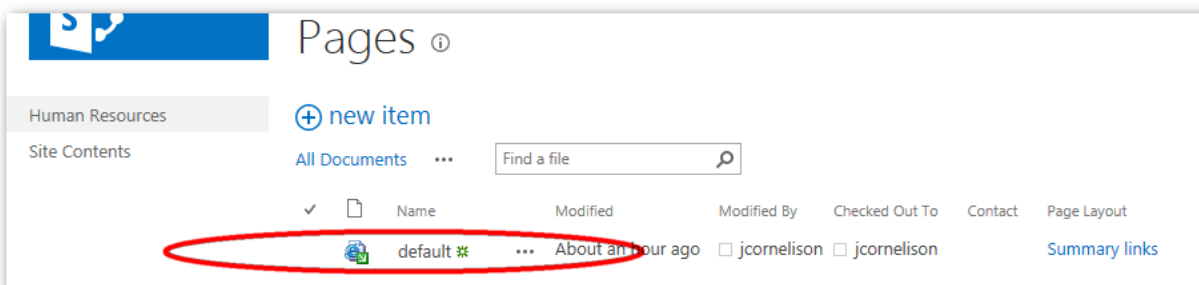 S
Pages
Human Resources
Site Contents
new item
All Documents ... Find a file
Name Modified Modified By Checked Out To Contact Page Layout
default ... About an hour ago jcornelison jcornelison Summary links